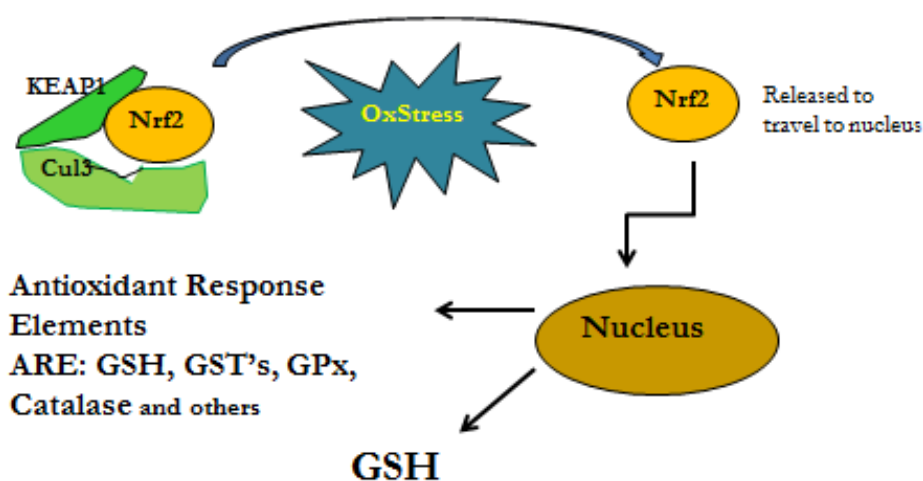 KEAP1
Nrf2
Cul3
OxStress
Nrf2
Released to
travel to nucleus
Nucleus
Antioxidant Response
Elements
ARE: GSH, GST's, GPx,
Catalase and others
GSH